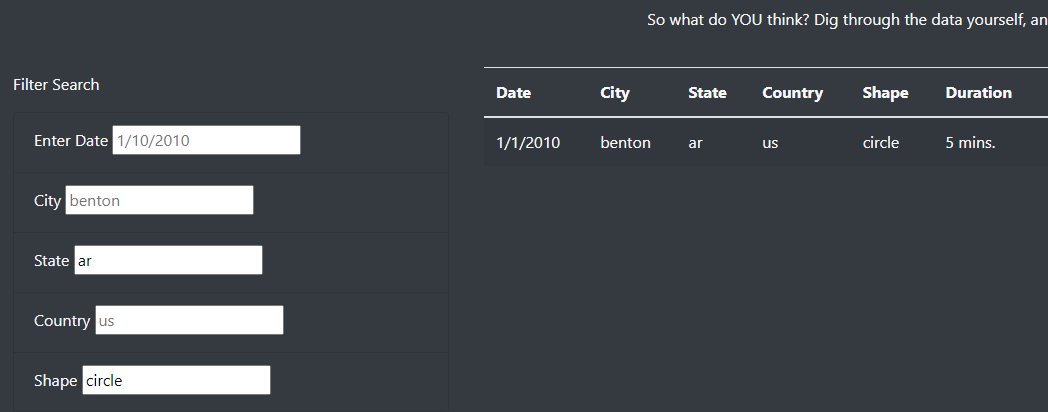 So what do YOU think? Dig through the data yourself, an
Filter Search
Enter Date 1/10/2010
City benton
State ar
Country us
Shape circle
Date City State Country Shape Duration
1/1/2010 benton ar us circle 5 mins.